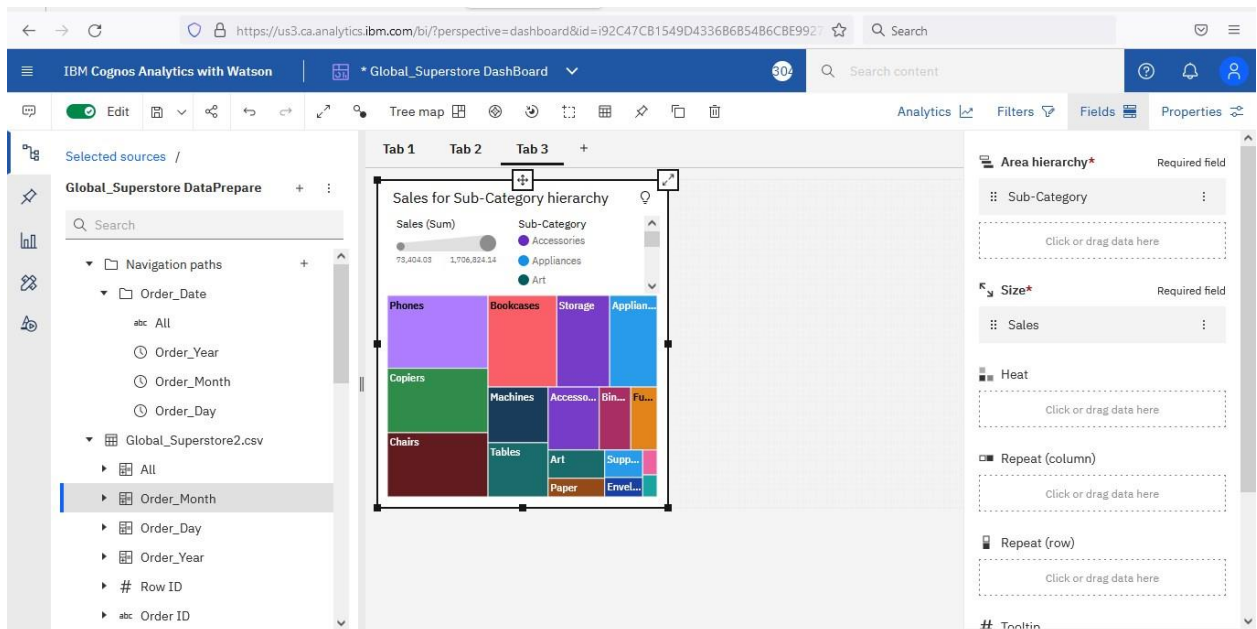 https://us3.ca.analytics.ibm.com/bi/?perspective=dashboard&id=i92C47CB1549D4336B6B54B6CBE9927
Search
IBM Cognos Analytics with Watson
* Global_Superstore DashBoard
304
Search content
Edit
Tree map
Analytics
Filters
Fields
Properties
Selected sources /
Global_Superstore DataPrepare
Search
Navigation paths
Order_Date
abc All
Order_Year
Order_Month
Order_Day
Global_Superstore2.csv
All
Order_Month
Order_Day
Order_Year
# Row ID
abc Order ID
Tab 1 Tab 2 Tab 3 +
Sales for Sub-Category hierarchy
Sales (Sum)
73,404.03 1,706,824.14
Sub-Category
Accessories
Appliances
Art
Phones
Bookcases
Storage
Applian...
Copiers
Machines
Accesso...
Bin...
Fu...
Chairs
Tables
Art
Supp...
Paper
Envel...
Area hierarchy* Required field
Sub-Category
Click or drag data here
Size* Required field
Sales
Heat
Click or drag data here
Repeat (column)
Click or drag data here
Repeat (row)
Click or drag data here
# Tooltip